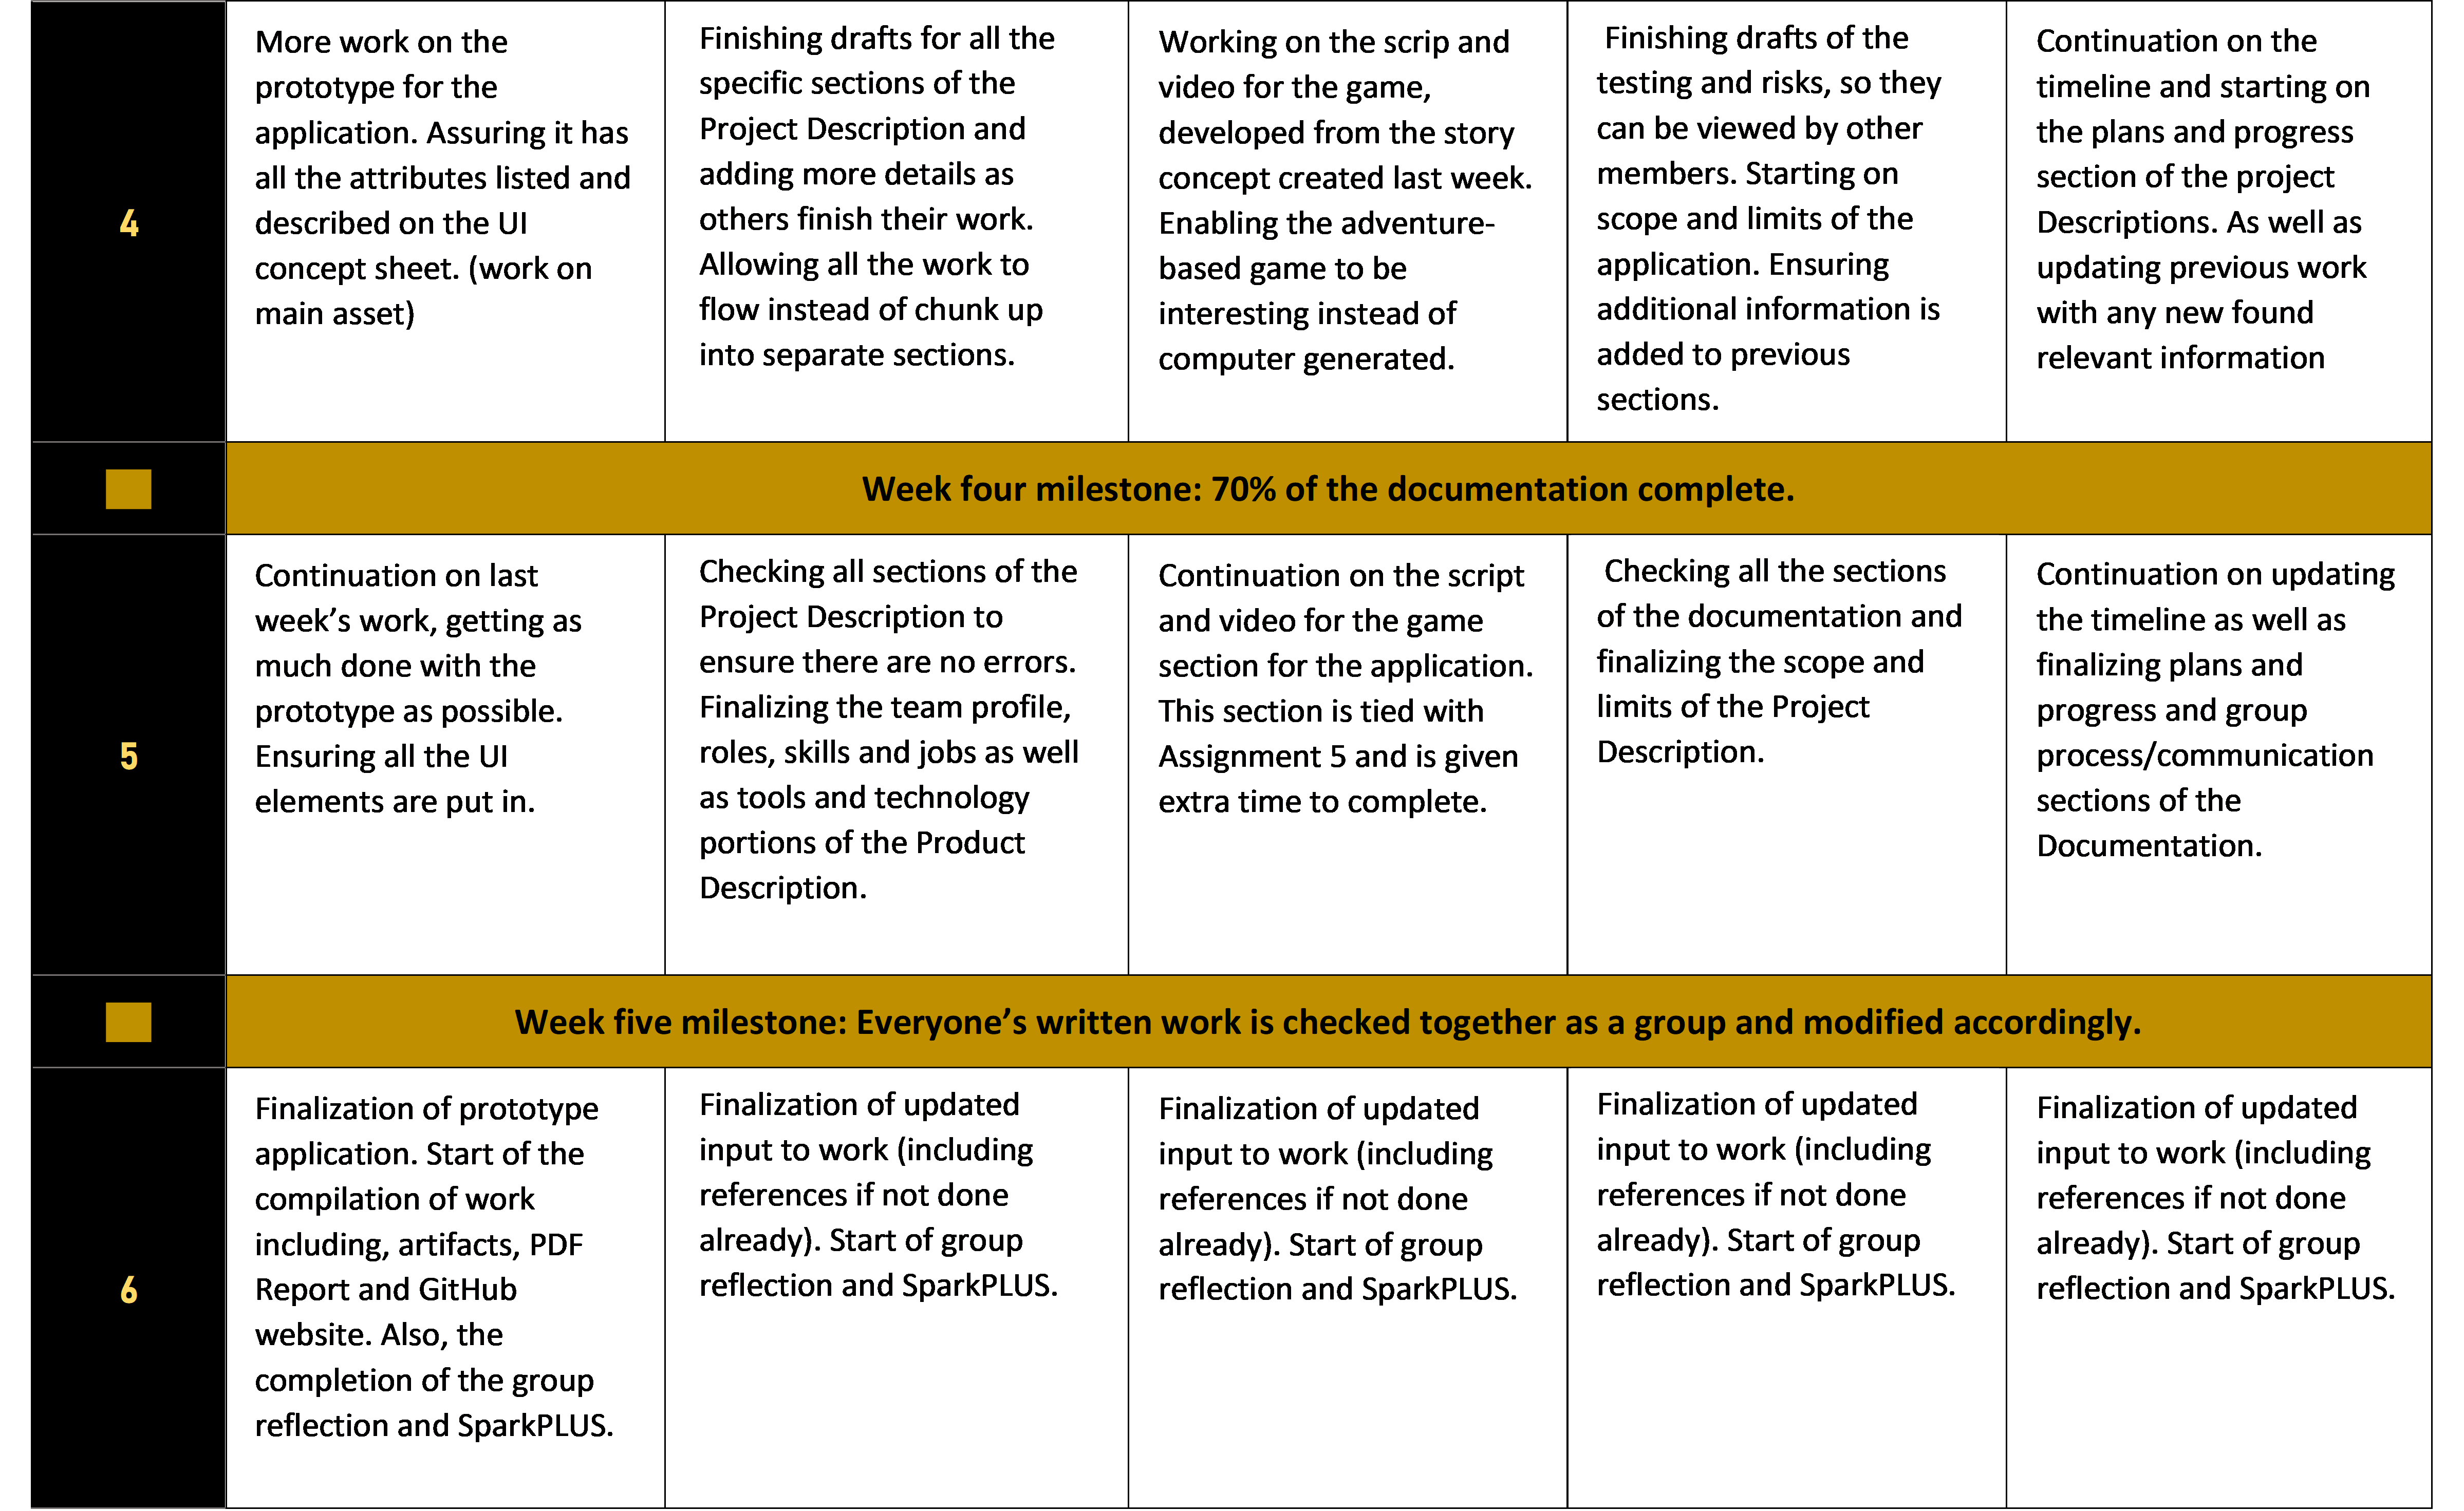 4
More work on the
prototype for the
application. Assuring it has
all the attributes listed and
described on the UI
concept sheet. (work on
main asset)
Finishing drafts for all the
specific sections of the
Project Description and
adding more details as
others finish their work.
Allowing all the work to
flow instead of chunk up
into separate sections.
Working on the scrip and
video for the game,
developed from the story
concept created last week.
Enabling the adventure-
based game to be
interesting instead of
computer generated.
Finishing drafts of the
testing and risks, so they
can be viewed by other
members. Starting on
scope and limits of the
application. Ensuring
additional information is
added to previous
sections.
Continuation on the
timeline and starting on
the plans and progress
section of the project
Descriptions. As well as
updating previous work
with any new found
relevant information
Week four milestone: 70% of the documentation complete.
5
Continuation on last
week’s work, getting as
much done with the
prototype as possible.
Ensuring all the UI
elements are put in.
Checking all sections of the
Project Description to
ensure there are no errors.
Finalizing the team profile,
roles, skills and jobs as well
as tools and technology
portions of the Product
Description.
Continuation on the script
and video for the game
section for the application.
This section is tied with
Assignment 5 and is given
extra time to complete.
Checking all the sections
of the documentation and
finalizing the scope and
limits of the Project
Description.
Continuation on updating
the timeline as well as
finalizing plans and
progress and group
process/communication
sections of the
Documentation.
Week five milestone: Everyone’s written work is checked together as a group and modified accordingly.
6
Finalization of prototype
application. Start of the
compilation of work
including, artifacts, PDF
Report and GitHub
website. Also, the
completion of the group
reflection and SparkPLUS.
Finalization of updated
input to work (including
references if not done
already). Start of group
reflection and SparkPLUS.
Finalization of updated
input to work (including
references if not done
already). Start of group
reflection and SparkPLUS.
Finalization of updated
input to work (including
references if not done
already). Start of group
reflection and SparkPLUS.
Finalization of updated
input to work (including
references if not done
already). Start of group
reflection and SparkPLUS.